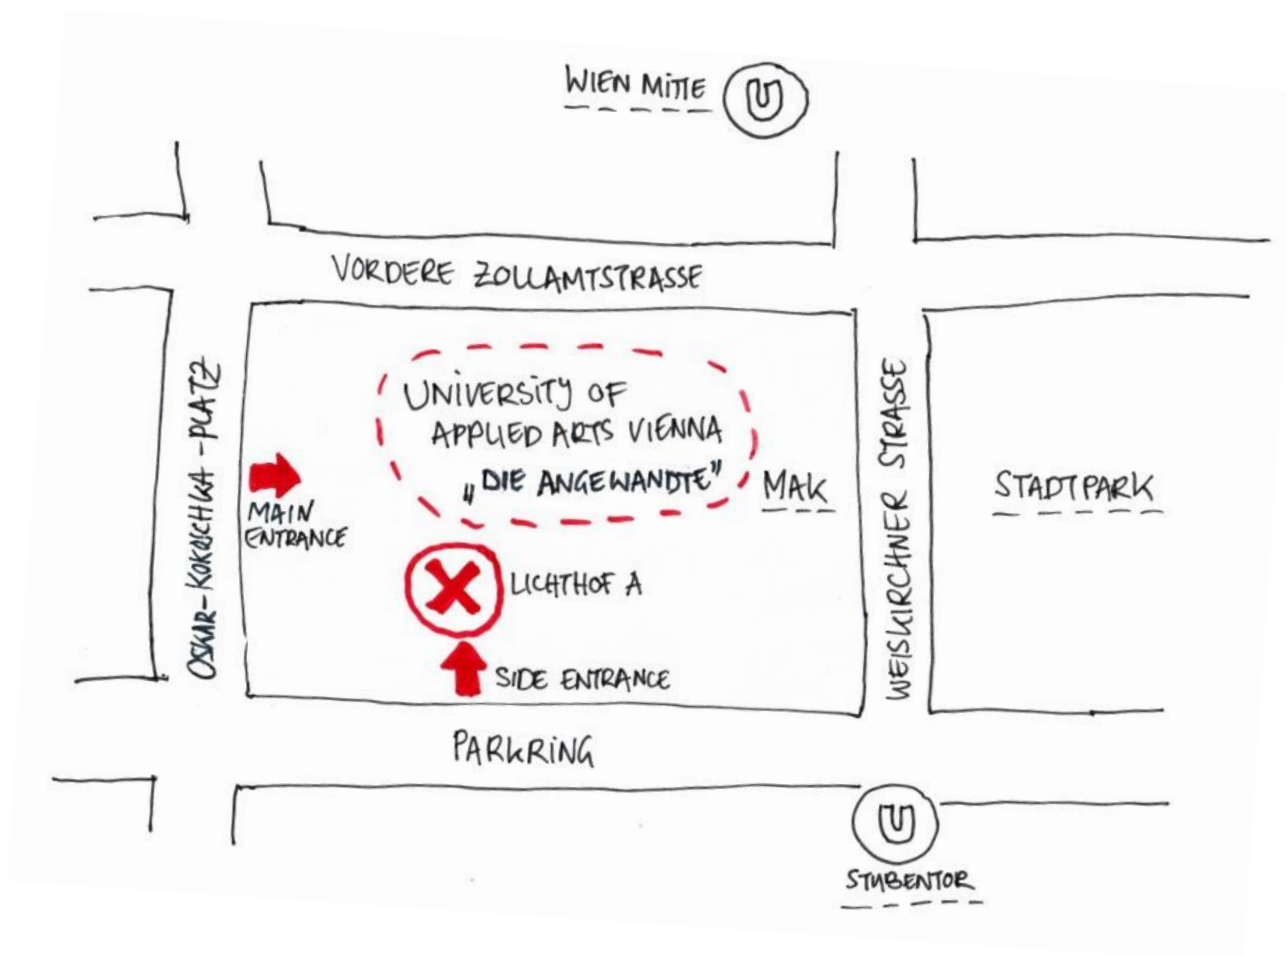 WIEN MITTE U
VORDERE ZOLLAMTSTRASSE
OSKAR-KOKOSCHKA-PLATZ
UNIVERSITY OF
APPLIED ARTS VIENNA
„DIE ANGEWANDTE"
MAK
WEISKIRCHNER STRASSE
STADTPARK
MAIN
ENTRANCE
LICHTHOF A
SIDE ENTRANCE
PARKRING
U
STUBENTOR